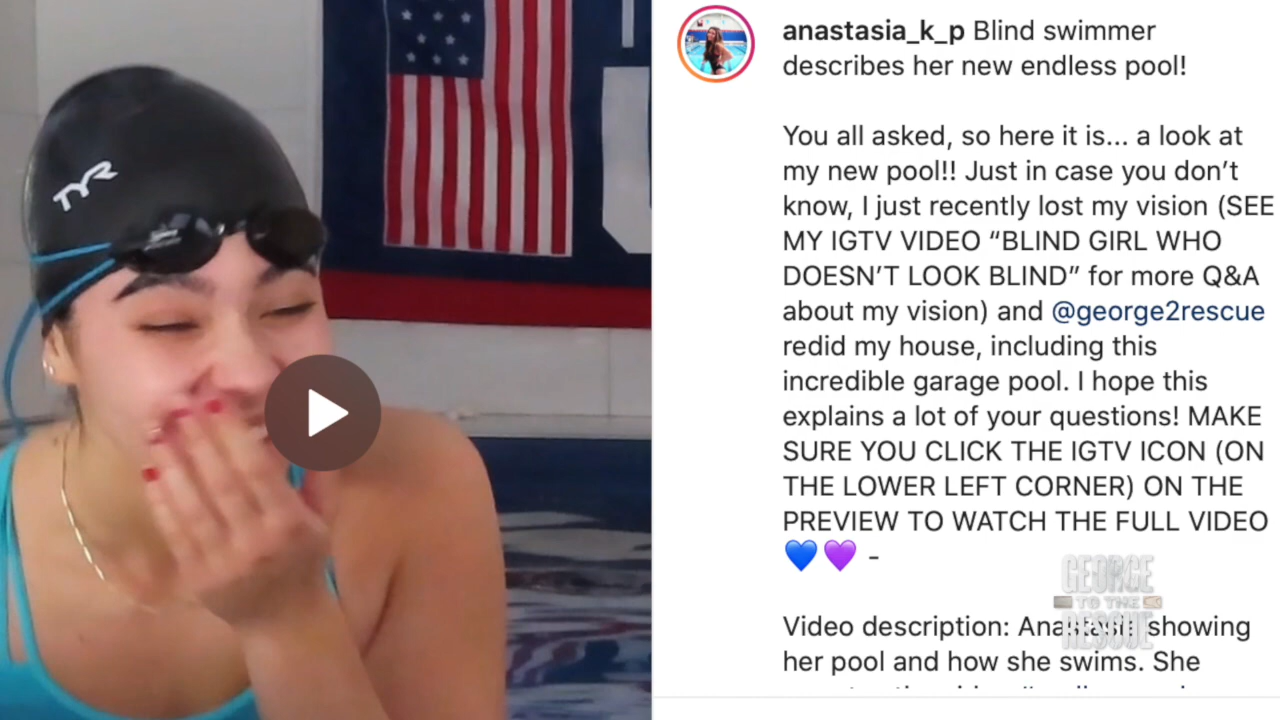 TYR
anastasia_k_p Blind swimmer
describes her new endless pool!
You all asked, so here it is... a look at
my new pool!! Just in case you don’t
know, I just recently lost my vision (SEE
MY IGTV VIDEO “BLIND GIRL WHO
DOESN’T LOOK BLIND” for more Q&A
about my vision) and @george2rescue
redid my house, including this
incredible garage pool. I hope this
explains a lot of your questions! MAKE
SURE YOU CLICK THE IGTV ICON (ON
THE LOWER LEFT CORNER) ON THE
PREVIEW TO WATCH THE FULL VIDEO
💙💜 -
GEORGE
TO THE
RESCUE
Video description: Anastasia showing
her pool and how she swims. She